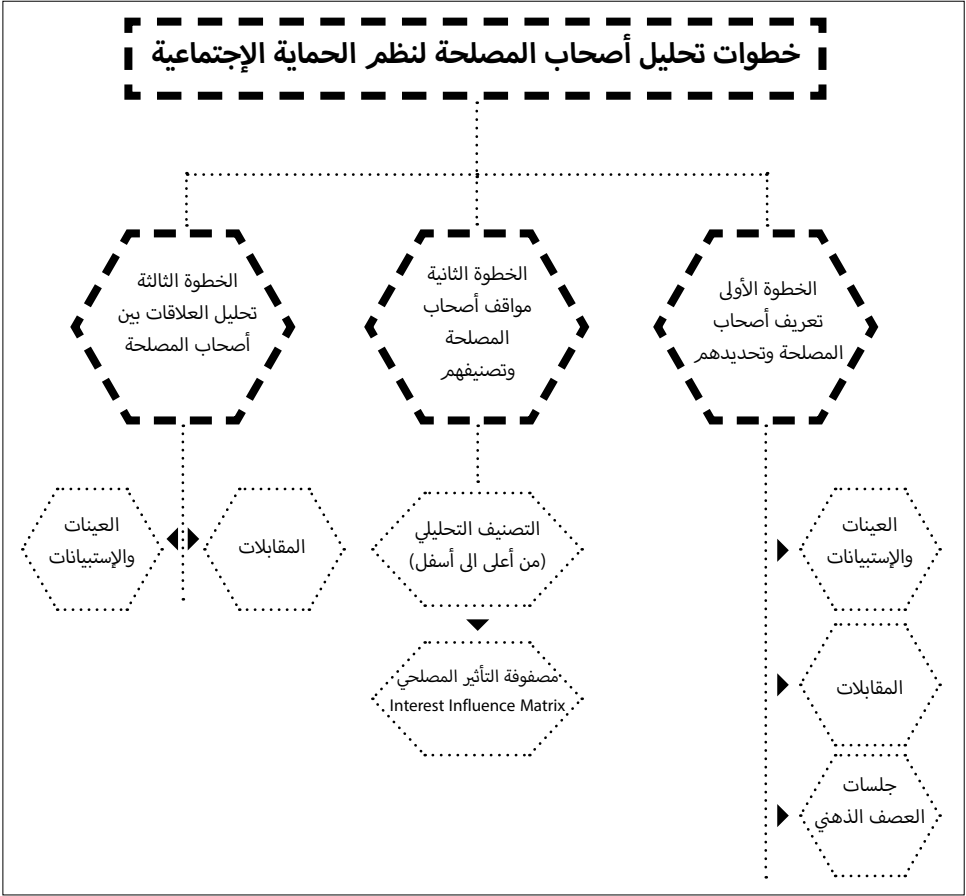 خطوات تحليل أصحاب المصلحة لنظم الحماية الإجتماعية
الخطوة الأولى
تعريف أصحاب
المصلحة وتحديدهم
العينات
والإستبيانات
المقابلات
جلسات
العصف الذهني
الخطوة الثانية
مواقف أصحاب
المصلحة
وتصنيفهم
التصنيف التحليلي
(من أعلى الى أسفل)
مصفوفة التأثير المصلحي
Interest Influence Matrix
الخطوة الثالثة
تحليل العلاقات بين
أصحاب المصلحة
المقابلات
العينات
والإستبيانات